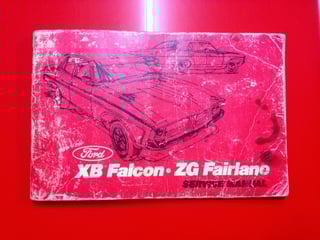 Ford
XB Falcon • ZG Fairlane
SERVICE MANUAL